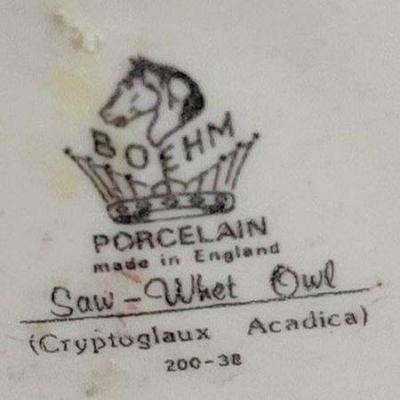 BOEHM
PORCELAIN
made in England
Saw-Whet Owl
(Cryptoglaux Acadica)
200-38